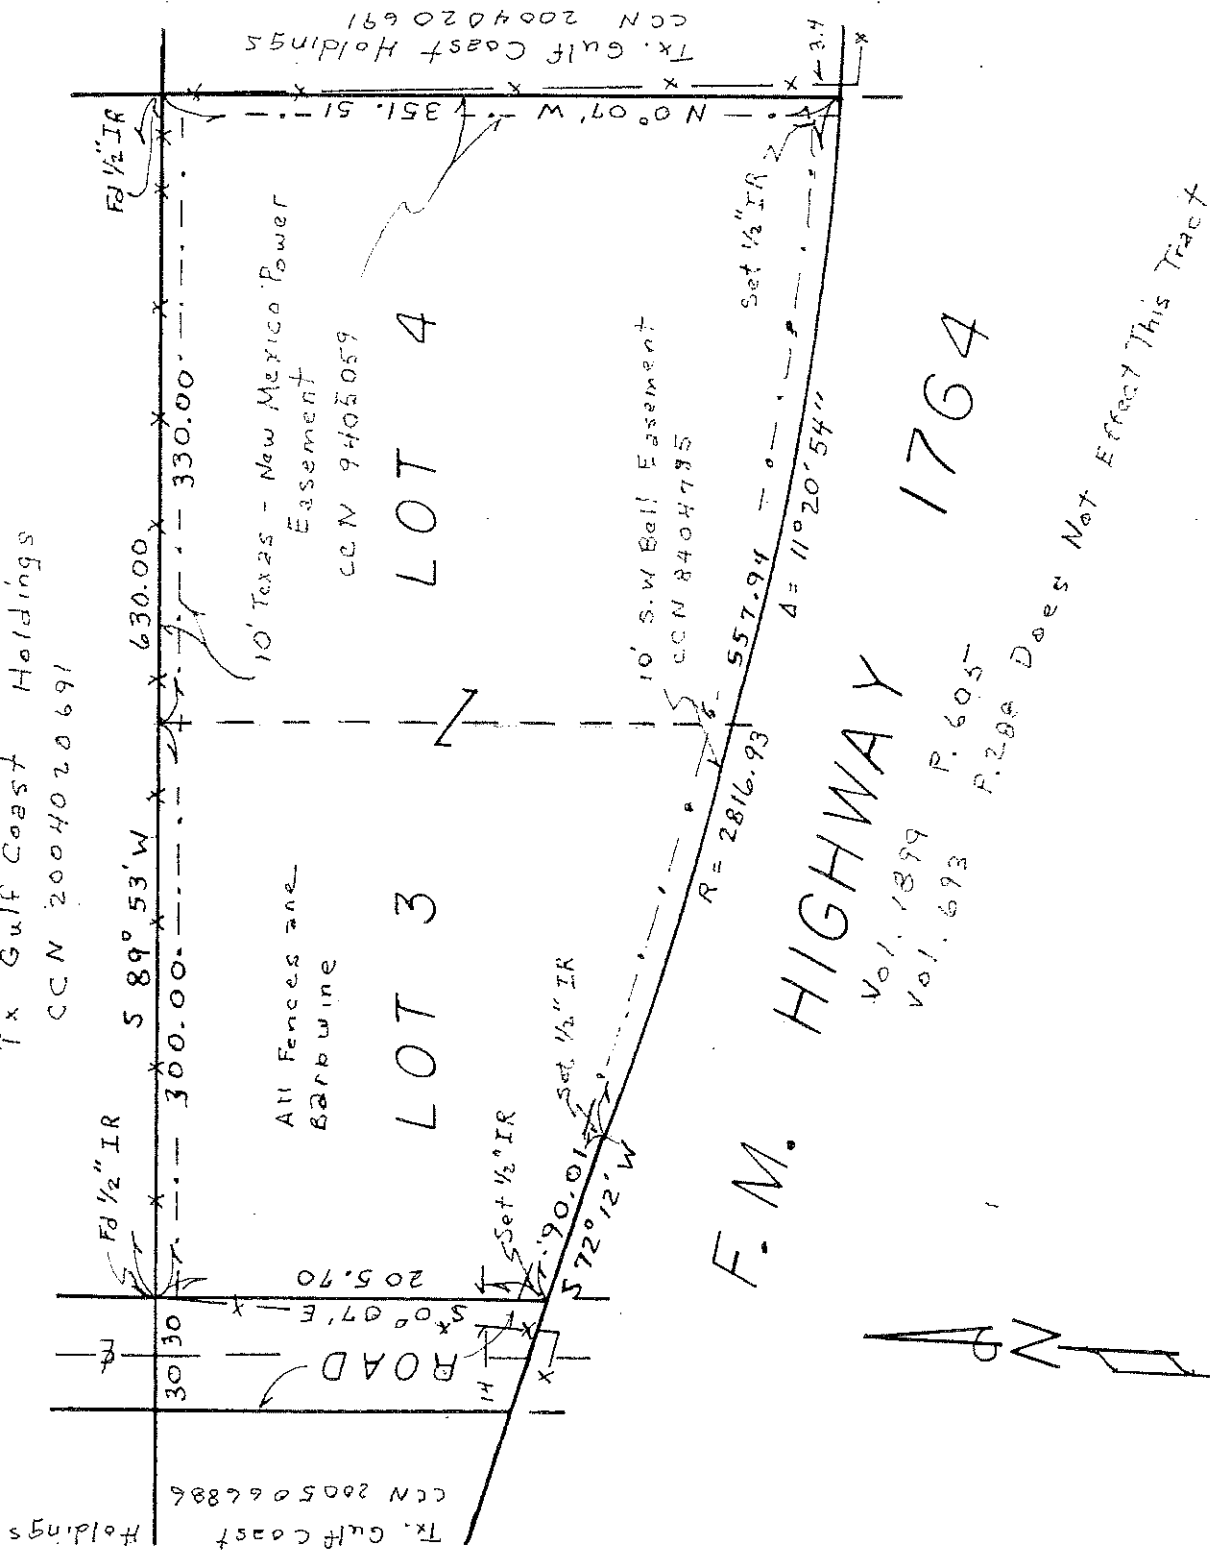 Tx Gulf Coast Holdings
CCN 2004020691
S 89° 53' W 630.00
300.00
330.00
Fd ½" IR
Fd ½" IR
10' Texas - New Mexico Power
Easement
CCN 9405059
All Fences are
Barbwire
LOT 3
LOT 4
10' S.W Bell Easement
CCN 8404795
Set ½" IR
Set ½" IR
Set ½" IR
N 0° 07' W 351.51
Tx. Gulf Coast Holdings
CCN 2004020691
3.4
S 0° 07' E
205.70
30 30
ROAD
14
90.01
S 72° 12' W
R = 2816.93
557.94
Δ = 11° 20' 54"
F. M. HIGHWAY 1764
Vol. 1899 P. 605
Vol. 693 P. 288 Does Not Effect This Tract
Tx. Gulf Coast Holdings
CCN 2005066886
N